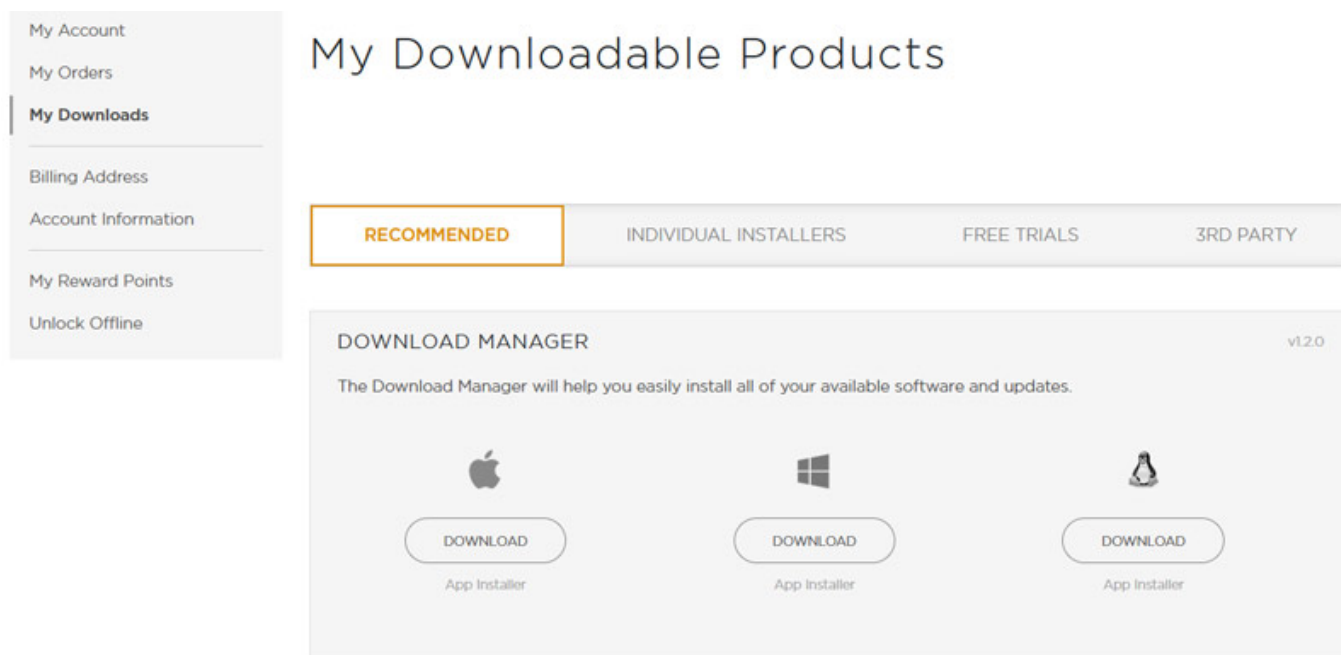 My Account
My Orders
My Downloads
Billing Address
Account Information
My Reward Points
Unlock Offline
My Downloadable Products
RECOMMENDED INDIVIDUAL INSTALLERS FREE TRIALS 3RD PARTY
DOWNLOAD MANAGER v1.2.0
The Download Manager will help you easily install all of your available software and updates.
DOWNLOAD DOWNLOAD DOWNLOAD
App Installer App Installer App Installer